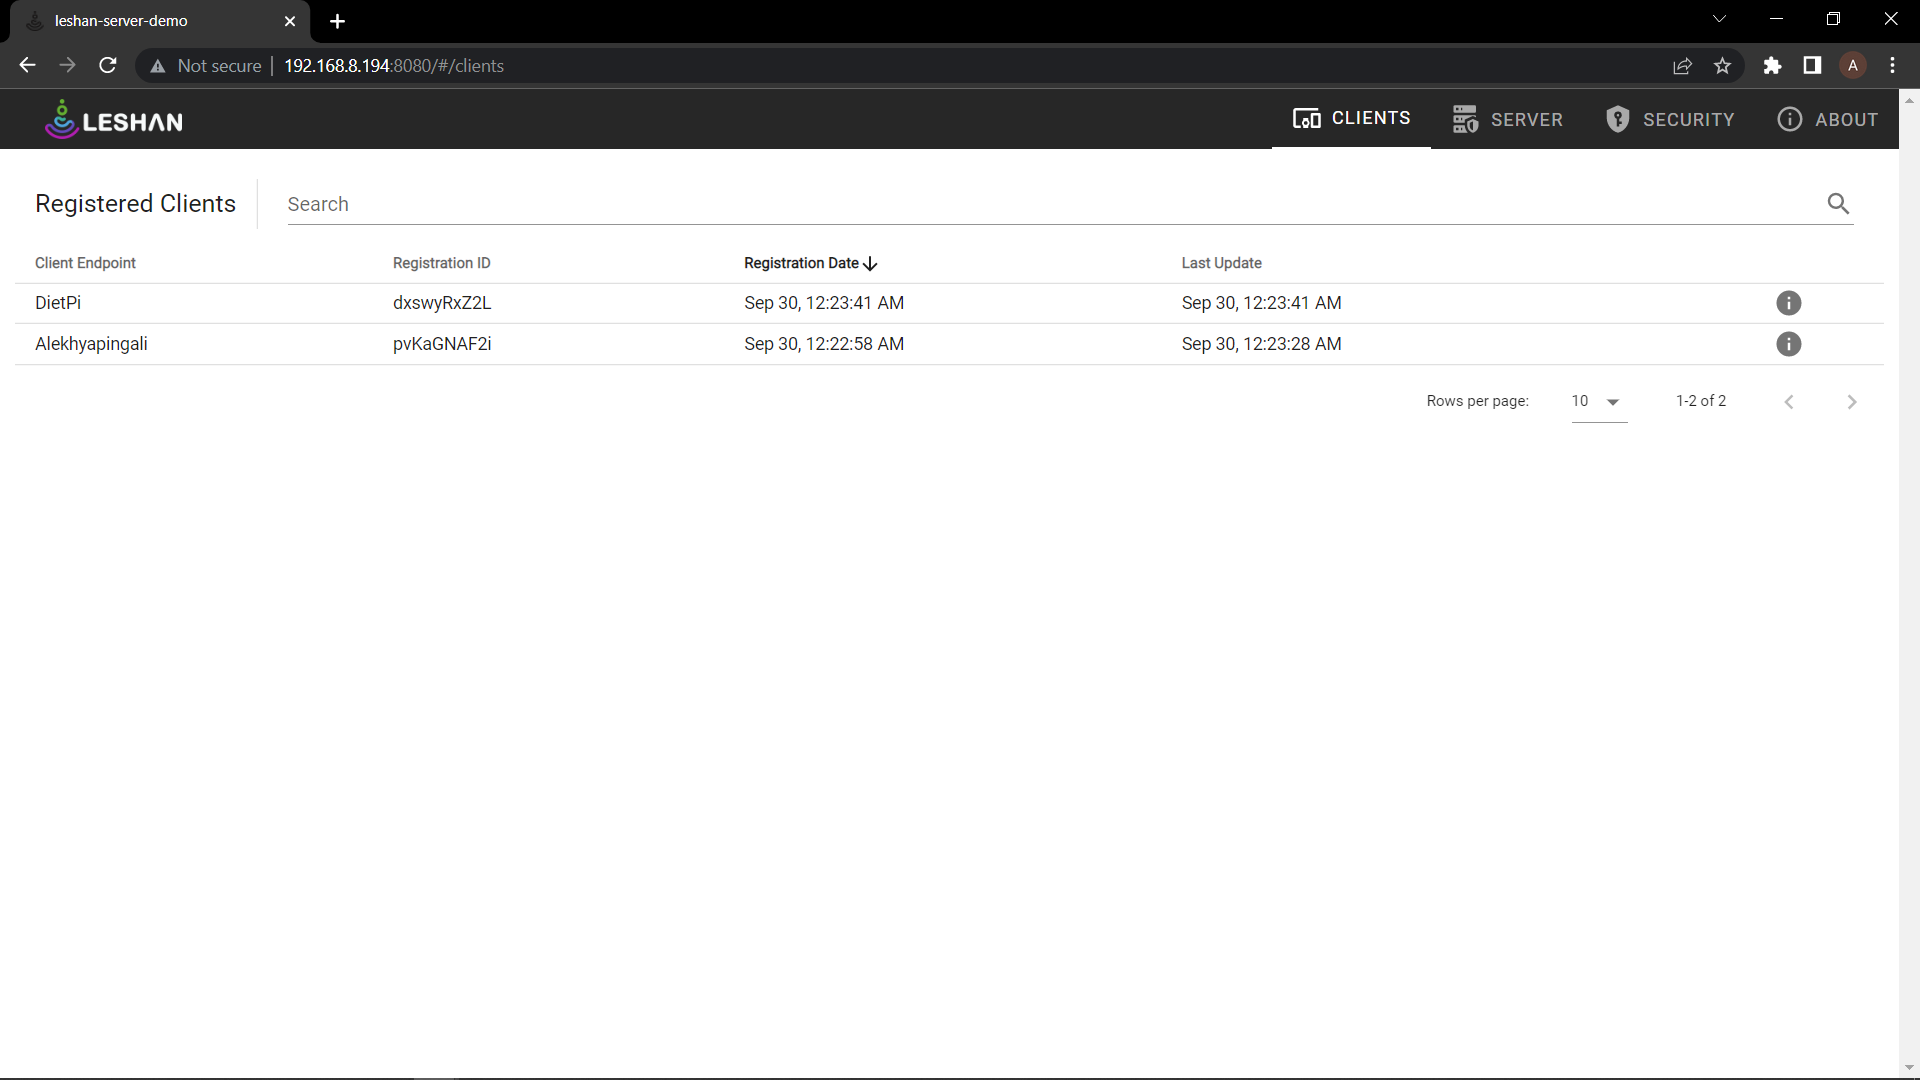 leshan-server-demo
Not secure 192.168.8.194:8080/#/clients
A
LESHAN
CLIENTS SERVER SECURITY ABOUT
Registered Clients Search
Client Endpoint Registration ID Registration Date Last Update
DietPi dxswyRxZ2L Sep 30, 12:23:41 AM Sep 30, 12:23:41 AM
Alekhyapingali pvKaGNAF2i Sep 30, 12:22:58 AM Sep 30, 12:23:28 AM
Rows per page: 10 1-2 of 2